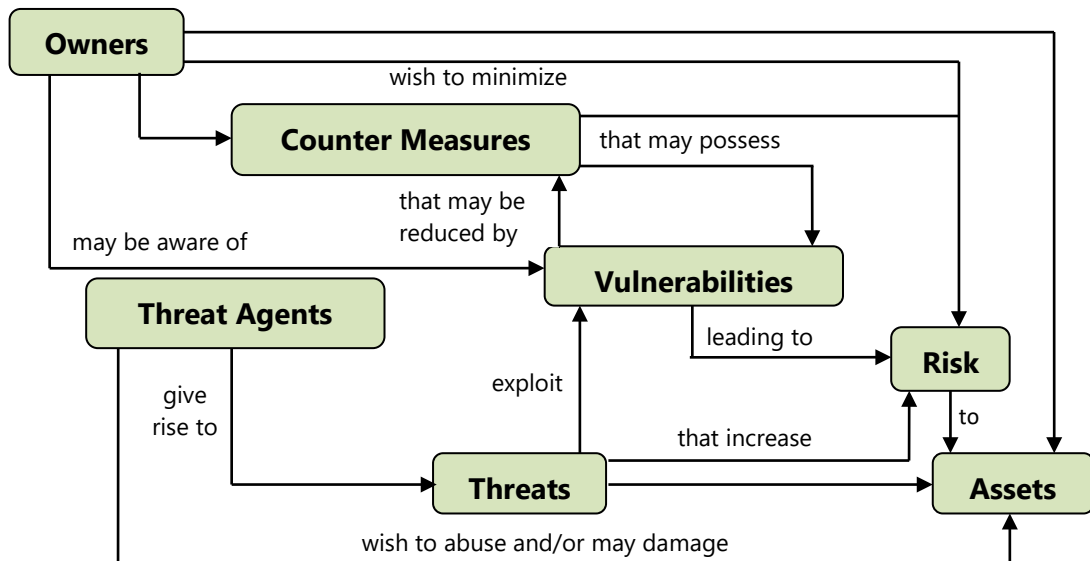 Owners
wish to minimize
Counter Measures
that may possess
that may be
reduced by
may be aware of
Vulnerabilities
Threat Agents
leading to
Risk
give
rise to
exploit
to
that increase
Threats
Assets
wish to abuse and/or may damage